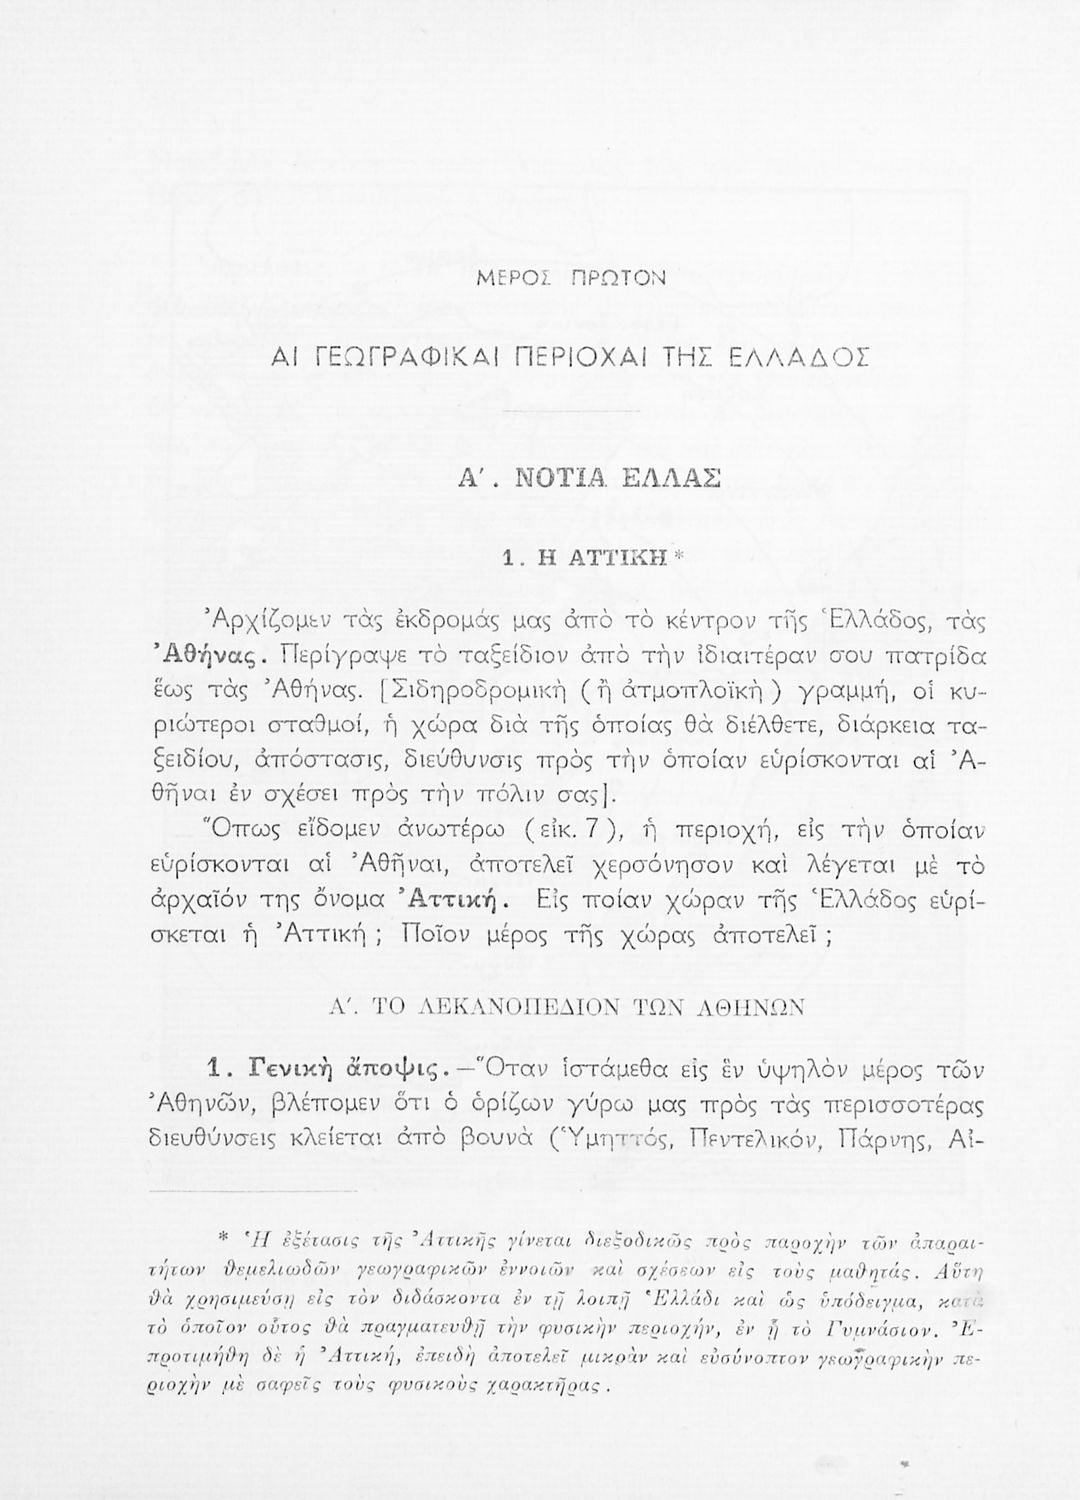 ΜΕΡΟΣ ΠΡΩΤΟΝ
ΑΙ ΓΕΩΓΡΑΦΙΚΑΙ ΠΕΡΙΟΧΑΙ ΤΗΣ ΕΛΛΑΔΟΣ
Α′. ΝΟΤΙΑ ΕΛΛΑΣ
1. Η ΑΤΤΙΚΗ *
Ἀρχίζομεν τὰς ἐκδρομάς μας ἀπὸ τὸ κέντρον τῆς Ἑλλάδος, τὰς
Ἀθήνας. Περίγραψε τὸ ταξείδιον ἀπὸ τὴν ἰδιαιτέραν σου πατρίδα
ἕως τὰς Ἀθήνας. [Σιδηροδρομικὴ (ἢ ἀτμοπλοϊκὴ) γραμμή, οἱ κυ-
ριώτεροι σταθμοί, ἡ χώρα διὰ τῆς ὁποίας θὰ διέλθετε, διάρκεια τα-
ξειδίου, ἀπόστασις, διεύθυνσις πρὸς τὴν ὁποίαν εὑρίσκονται αἱ Ἀ-
θῆναι ἐν σχέσει πρὸς τὴν πόλιν σας].
Ὅπως εἴδομεν ἀνωτέρω (εἰκ. 7), ἡ περιοχή, εἰς τὴν ὁποίαν
εὑρίσκονται αἱ Ἀθῆναι, ἀποτελεῖ χερσόνησον καὶ λέγεται μὲ τὸ
ἀρχαῖόν της ὄνομα Ἀττική. Εἰς ποίαν χώραν τῆς Ἑλλάδος εὑρί-
σκεται ἡ Ἀττική ; Ποῖον μέρος τῆς χώρας ἀποτελεῖ ;
Α′. ΤΟ ΛΕΚΑΝΟΠΕΔΙΟΝ ΤΩΝ ΑΘΗΝΩΝ
1. Γενικὴ ἄποψις.—Ὅταν ἱστάμεθα εἰς ἓν ὑψηλὸν μέρος τῶν
Ἀθηνῶν, βλέπομεν ὅτι ὁ ὁρίζων γύρω μας πρὸς τὰς περισσοτέρας
διευθύνσεις κλείεται ἀπὸ βουνὰ (Ὑμηττός, Πεντελικόν, Πάρνης, Αἰ-
* Ἡ ἐξέτασις τῆς Ἀττικῆς γίνεται διεξοδικῶς πρὸς παροχὴν τῶν ἀπαραι-
τήτων θεμελιωδῶν γεωγραφικῶν ἐννοιῶν καὶ σχέσεων εἰς τοὺς μαθητάς. Αὕτη
θὰ χρησιμεύσῃ εἰς τὸν διδάσκοντα ἐν τῇ λοιπῇ Ἑλλάδι καὶ ὡς ὑπόδειγμα, κατὰ
τὸ ὁποῖον οὗτος θὰ πραγματευθῇ τὴν φυσικὴν περιοχήν, ἐν ᾗ τὸ Γυμνάσιον. Ἐ-
προτιμήθη δὲ ἡ Ἀττική, ἐπειδὴ ἀποτελεῖ μικρὰν καὶ εὐσύνοπτον γεωγραφικὴν πε-
ριοχὴν μὲ σαφεῖς τοὺς φυσικοὺς χαρακτῆρας.